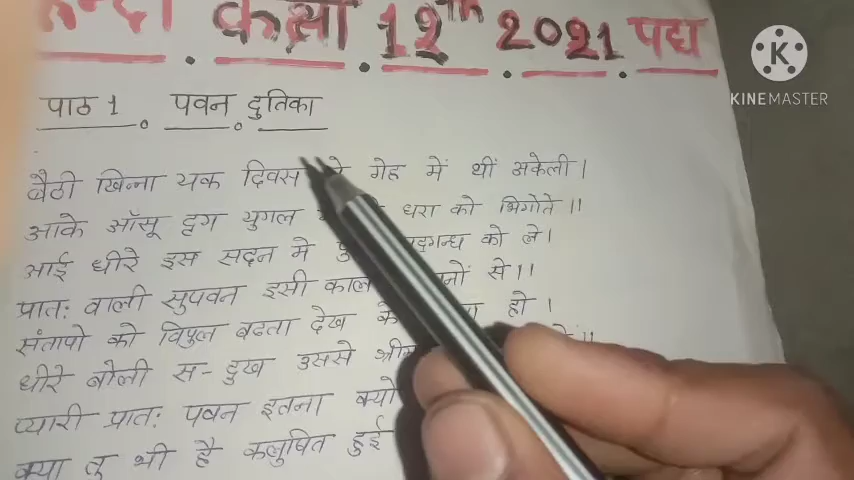 हिन्दी कक्षा 12th 2021 पद्य
KINEMASTER
पाठ 1 . पवन दुतिका
बैठी खिन्ना यक दिवस वे गेह में थीं अकेली।
आके आँसू दृग युगल धरा को भिगोते॥
आई धीरे इस सदन मे को ले।
प्रातः वाली सुपवन इसी काल से॥
संतापो को विपुल बढता देख के हो।
धीरे बोली स-दुख उससे
प्यारी प्रातः पवन इतना क्यो
क्या तू भी है कलुषित हुई